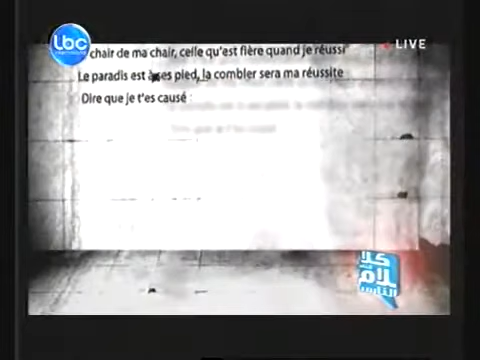 lbc
LIVE
chair de ma chair, celle qu'est fière quand je réussi
Le paradis est à ses pied, la combler sera ma réussite
Dire que je t'es causé
كلام
الناس